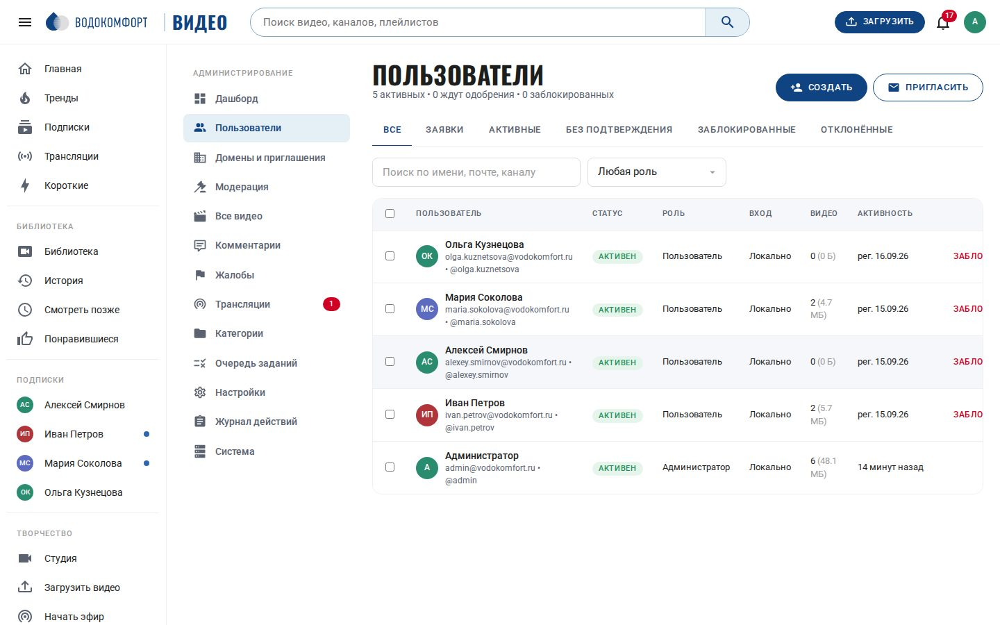 ВОДОКОМФОРТ
ВИДЕО
Поиск видео, каналов, плейлистов
ЗАГРУЗИТЬ
17
А
Главная
Тренды
Подписки
Трансляции
Короткие
БИБЛИОТЕКА
Библиотека
История
Смотреть позже
Понравившиеся
ПОДПИСКИ
АС Алексей Смирнов
ИП Иван Петров
МС Мария Соколова
ОК Ольга Кузнецова
ТВОРЧЕСТВО
Студия
Загрузить видео
Начать эфир
АДМИНИСТРИРОВАНИЕ
Дашборд
Пользователи
Домены и приглашения
Модерация
Все видео
Комментарии
Жалобы
Трансляции 1
Категории
Очередь заданий
Настройки
Журнал действий
Система
ПОЛЬЗОВАТЕЛИ
5 активных • 0 ждут одобрения • 0 заблокированных
СОЗДАТЬ
ПРИГЛАСИТЬ
ВСЕ ЗАЯВКИ АКТИВНЫЕ БЕЗ ПОДТВЕРЖДЕНИЯ ЗАБЛОКИРОВАННЫЕ ОТКЛОНЁННЫЕ
Поиск по имени, почте, каналу
Любая роль
ПОЛЬЗОВАТЕЛЬ СТАТУС РОЛЬ ВХОД ВИДЕО АКТИВНОСТЬ
Ольга Кузнецова
ОК olga.kuznetsova@vodokomfort.ru АКТИВЕН Пользователь Локально 0 (0 Б) рег. 16.09.26 ЗАБЛО
• @olga.kuznetsova
Мария Соколова
МС maria.sokolova@vodokomfort.ru АКТИВЕН Пользователь Локально 2 (4.7 рег. 15.09.26 ЗАБЛО
• @maria.sokolova МБ)
Алексей Смирнов
АС alexey.smirnov@vodokomfort.ru • АКТИВЕН Пользователь Локально 0 (0 Б) рег. 15.09.26 ЗАБЛО
@alexey.smirnov
Иван Петров
ИП ivan.petrov@vodokomfort.ru • АКТИВЕН Пользователь Локально 2 (5.7 рег. 15.09.26 ЗАБЛО
@ivan.petrov МБ)
Администратор
А admin@vodokomfort.ru • АКТИВЕН Администратор Локально 6 (48.1 14 минут назад
@admin МБ)